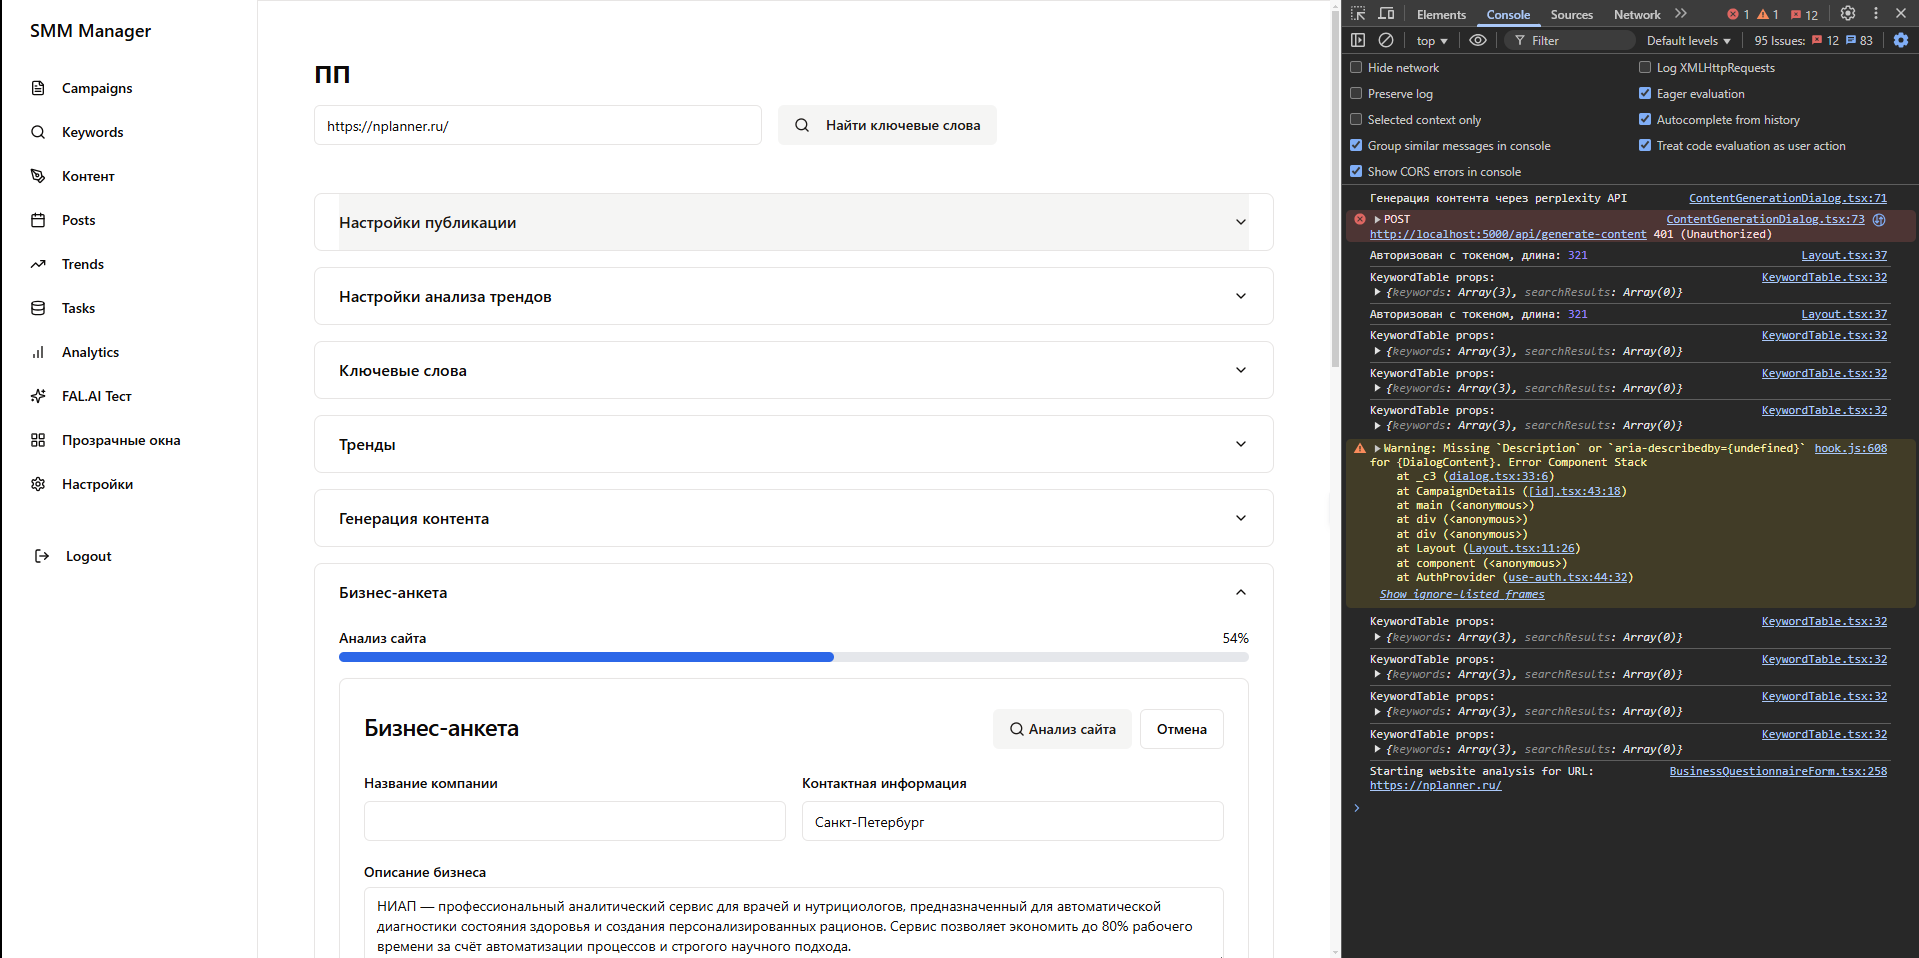 SMM Manager
Campaigns
Keywords
Контент
Posts
Trends
Tasks
Analytics
FAL.AI Тест
Прозрачные окна
Настройки
Logout
ПП
https://nplanner.ru/
Найти ключевые слова
Настройки публикации
Настройки анализа трендов
Ключевые слова
Тренды
Генерация контента
Бизнес-анкета
Анализ сайта 54%
Бизнес-анкета
Анализ сайта
Отмена
Название компании
Контактная информация
Санкт-Петербург
Описание бизнеса
НИАП — профессиональный аналитический сервис для врачей и нутрициологов, предназначенный для автоматической
диагностики состояния здоровья и создания персонализированных рационов. Сервис позволяет экономить до 80% рабочего
времени за счёт автоматизации процессов и строгого научного подхода.
Elements Console Sources Network 1 1 12
top Filter Default levels 95 Issues: 12 83
Hide network Log XMLHttpRequests
Preserve log Eager evaluation
Selected context only Autocomplete from history
Group similar messages in console Treat code evaluation as user action
Show CORS errors in console
Генерация контента через perplexity API ContentGenerationDialog.tsx:71
POST ContentGenerationDialog.tsx:73
http://localhost:5000/api/generate-content 401 (Unauthorized)
Авторизован с токеном, длина: 321 Layout.tsx:37
KeywordTable props: KeywordTable.tsx:32
{keywords: Array(3), searchResults: Array(0)}
Авторизован с токеном, длина: 321 Layout.tsx:37
KeywordTable props: KeywordTable.tsx:32
{keywords: Array(3), searchResults: Array(0)}
KeywordTable props: KeywordTable.tsx:32
{keywords: Array(3), searchResults: Array(0)}
KeywordTable props: KeywordTable.tsx:32
{keywords: Array(3), searchResults: Array(0)}
Warning: Missing `Description` or `aria-describedby={undefined}` hook.js:608
for {DialogContent}. Error Component Stack
at _c3 (dialog.tsx:33:6)
at CampaignDetails ([id].tsx:43:18)
at main (<anonymous>)
at div (<anonymous>)
at div (<anonymous>)
at Layout (Layout.tsx:11:26)
at component (<anonymous>)
at AuthProvider (use-auth.tsx:44:32)
Show ignore-listed frames
KeywordTable props: KeywordTable.tsx:32
{keywords: Array(3), searchResults: Array(0)}
KeywordTable props: KeywordTable.tsx:32
{keywords: Array(3), searchResults: Array(0)}
KeywordTable props: KeywordTable.tsx:32
{keywords: Array(3), searchResults: Array(0)}
KeywordTable props: KeywordTable.tsx:32
{keywords: Array(3), searchResults: Array(0)}
Starting website analysis for URL: BusinessQuestionnaireForm.tsx:258
https://nplanner.ru/